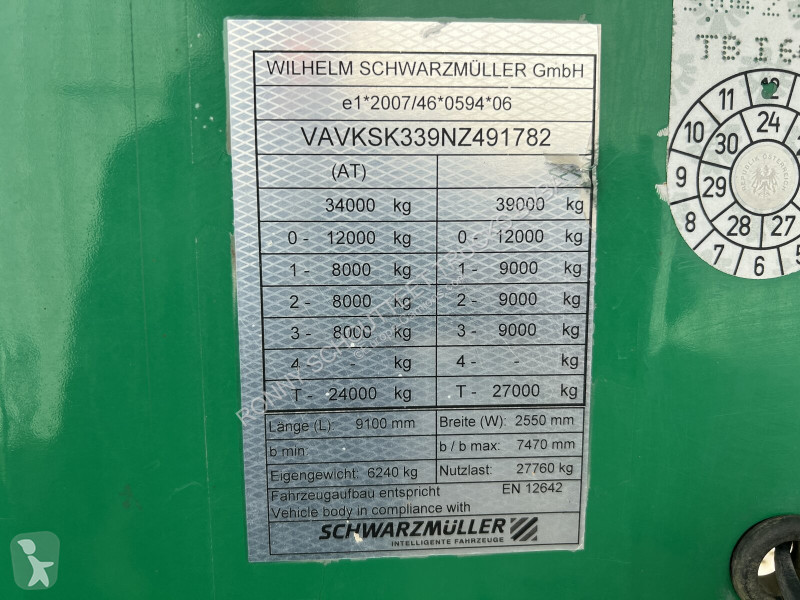 WILHELM SCHWARZMÜLLER GmbH
e1*2007/46*0594*06
VAVKSK339NZ491782
(AT)
34000 kg 39000 kg
0 - 12000 kg 0 - 12000 kg
1 - 8000 kg 1 - 9000 kg
2 - 8000 kg 2 - 9000 kg
3 - 8000 kg 3 - 9000 kg
4 - - kg 4 - - kg
T - 24000 kg T - 27000 kg
Länge (L): 9100 mm Breite (W): 2550 mm
b min: b / b max: 7470 mm
Eigengewicht: 6240 kg Nutzlast: 27760 kg
Fahrzeugaufbau entspricht EN 12642
Vehicle body in compliance with
SCHWARZMÜLLER
INTELLIGENTE FAHRZEUGE
TBI6
10 11 12
9 8 7 6 5
30 24
29 28 27